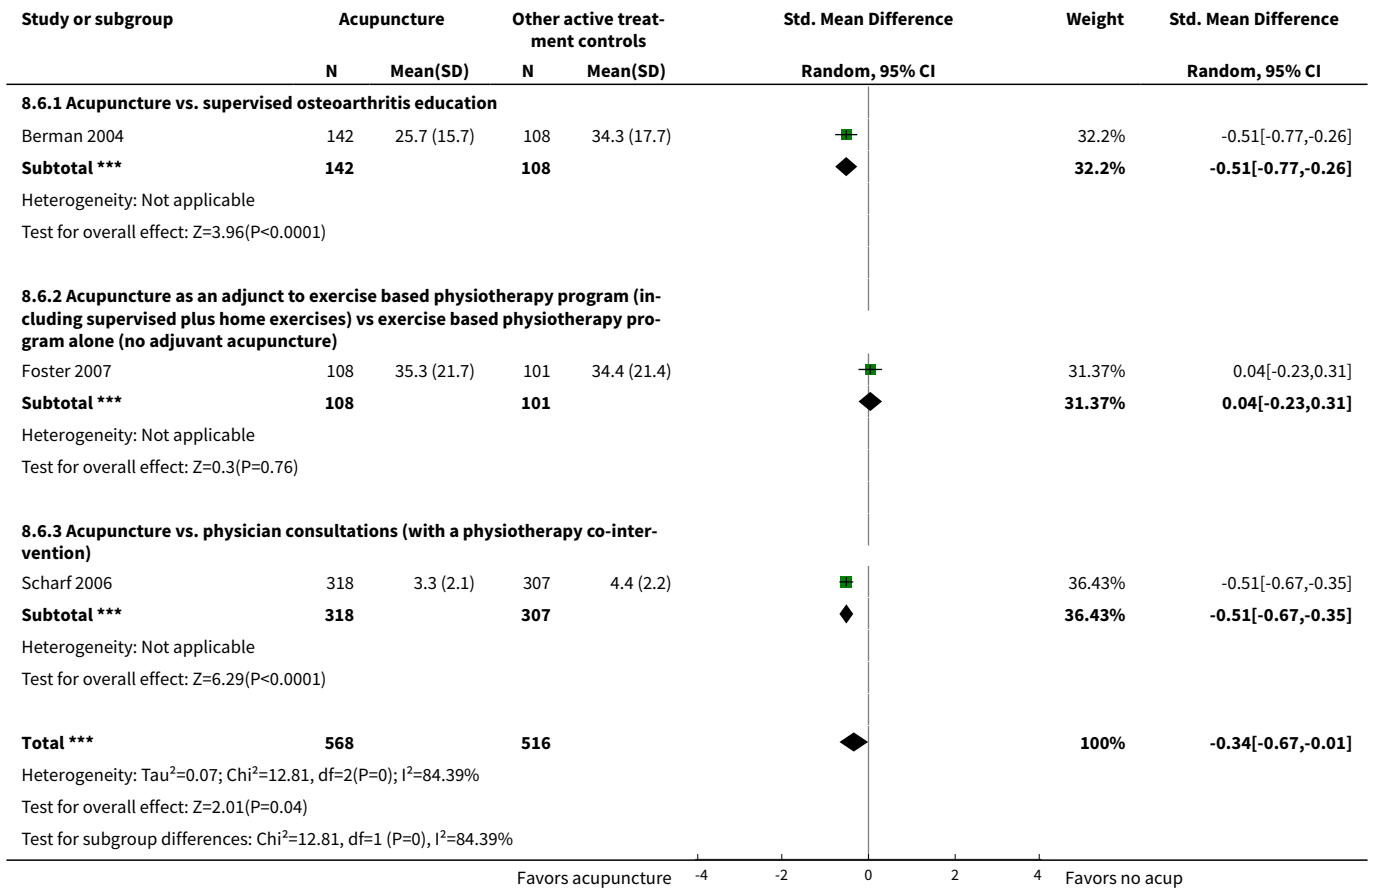 Study or subgroup Acupuncture Other active treat- Std. Mean Difference Weight Std. Mean Difference
ment controls
N Mean(SD) N Mean(SD) Random, 95% CI Random, 95% CI
8.6.1 Acupuncture vs. supervised osteoarthritis education
Berman 2004 142 25.7 (15.7) 108 34.3 (17.7) 32.2% -0.51[-0.77,-0.26]
Subtotal *** 142 108 32.2% -0.51[-0.77,-0.26]
Heterogeneity: Not applicable
Test for overall effect: Z=3.96(P<0.0001)
8.6.2 Acupuncture as an adjunct to exercise based physiotherapy program (in-
cluding supervised plus home exercises) vs exercise based physiotherapy pro-
gram alone (no adjuvant acupuncture)
Foster 2007 108 35.3 (21.7) 101 34.4 (21.4) 31.37% 0.04[-0.23,0.31]
Subtotal *** 108 101 31.37% 0.04[-0.23,0.31]
Heterogeneity: Not applicable
Test for overall effect: Z=0.3(P=0.76)
8.6.3 Acupuncture vs. physician consultations (with a physiotherapy co-inter-
vention)
Scharf 2006 318 3.3 (2.1) 307 4.4 (2.2) 36.43% -0.51[-0.67,-0.35]
Subtotal *** 318 307 36.43% -0.51[-0.67,-0.35]
Heterogeneity: Not applicable
Test for overall effect: Z=6.29(P<0.0001)
Total *** 568 516 100% -0.34[-0.67,-0.01]
Heterogeneity: Tau²=0.07; Chi²=12.81, df=2(P=0); I²=84.39%
Test for overall effect: Z=2.01(P=0.04)
Test for subgroup differences: Chi²=12.81, df=1 (P=0), I²=84.39%
Favors acupuncture -4 -2 0 2 4 Favors no acup